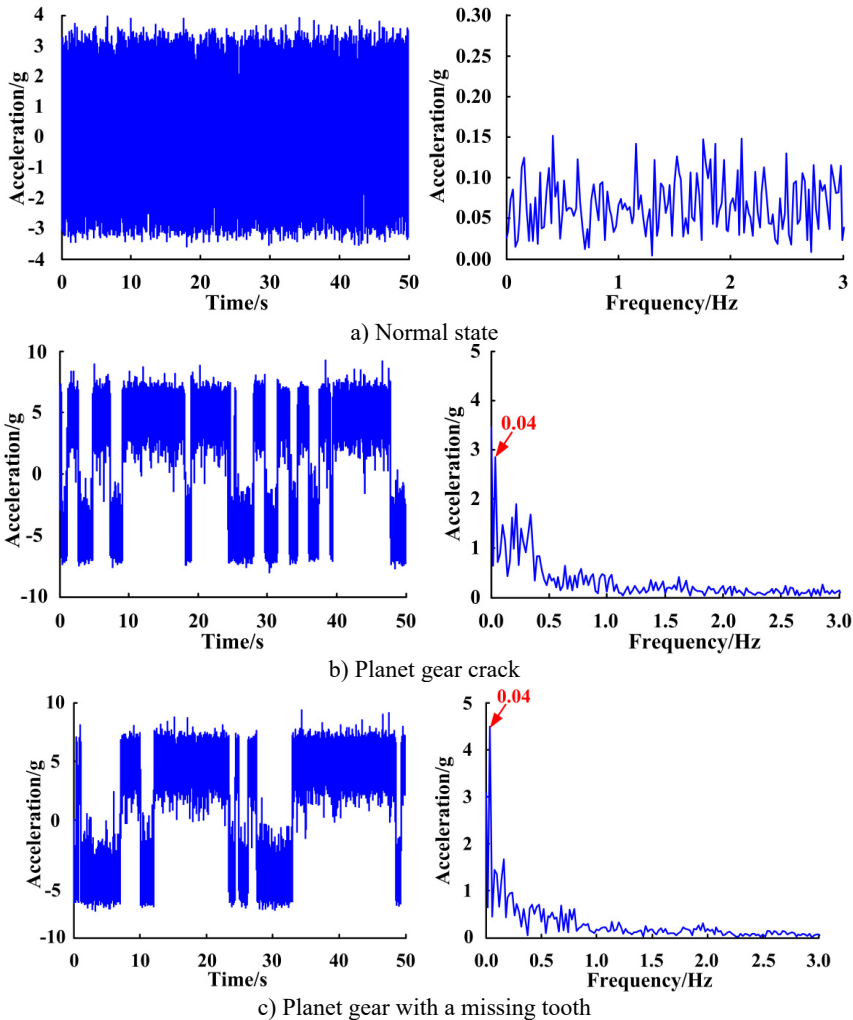 4
3
2
1
0
-1
-2
-3
-4
Acceleration/g
0 10 20 30 40 50
Time/s
0.30
0.25
0.20
0.15
0.10
0.05
0.00
Acceleration/g
0 1 2 3
Frequency/Hz
a) Normal state
10
5
0
-5
-10
Acceleration/g
0 10 20 30 40 50
Time/s
5
4
3
2
1
0
Acceleration/g
0.04
0.0 0.5 1.0 1.5 2.0 2.5 3.0
Frequency/Hz
b) Planet gear crack
10
5
0
-5
-10
Acceleration/g
0 10 20 30 40 50
Time/s
0.04
5
4
3
2
1
0
Acceleration/g
0.0 0.5 1.0 1.5 2.0 2.5 3.0
Frequency/Hz
c) Planet gear with a missing tooth